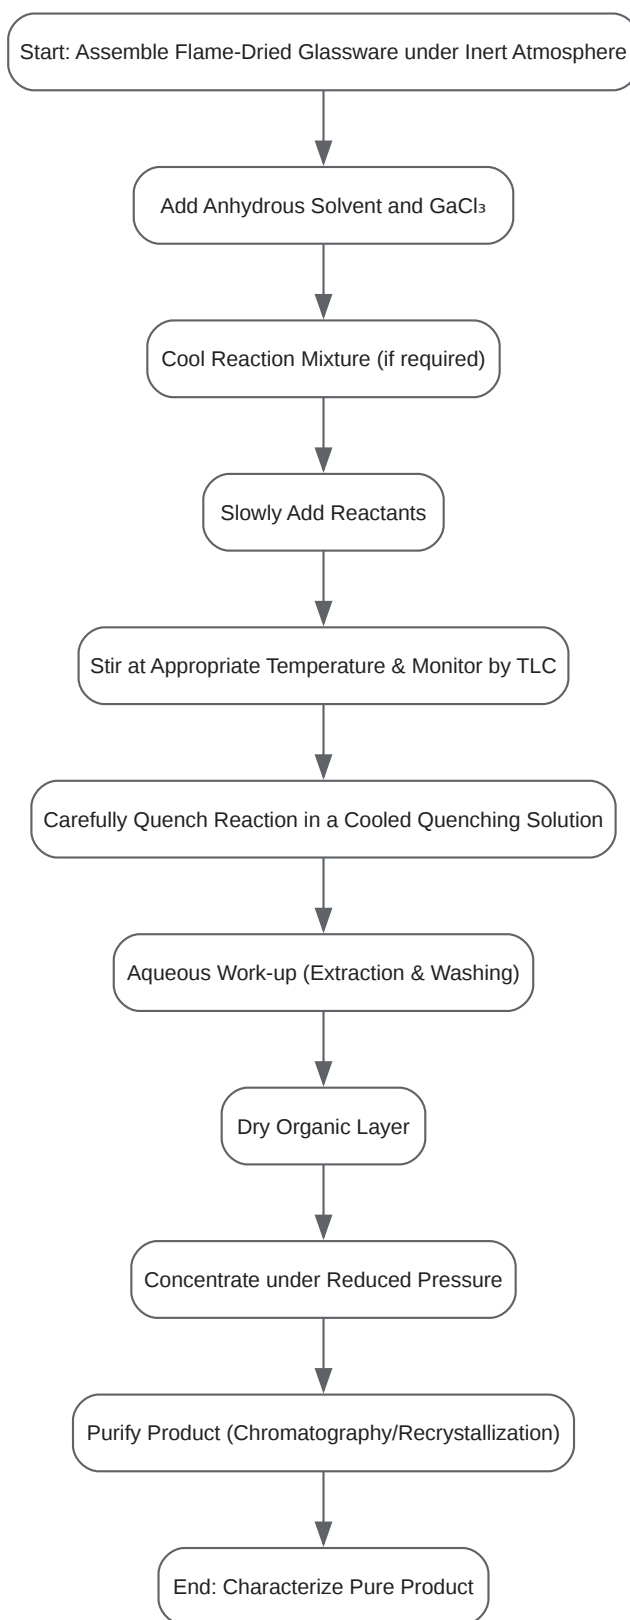 Start: Assemble Flame-Dried Glassware under Inert Atmosphere
Add Anhydrous Solvent and GaCl₃
Cool Reaction Mixture (if required)
Slowly Add Reactants
Stir at Appropriate Temperature & Monitor by TLC
Carefully Quench Reaction in a Cooled Quenching Solution
Aqueous Work-up (Extraction & Washing)
Dry Organic Layer
Concentrate under Reduced Pressure
Purify Product (Chromatography/Recrystallization)
End: Characterize Pure Product